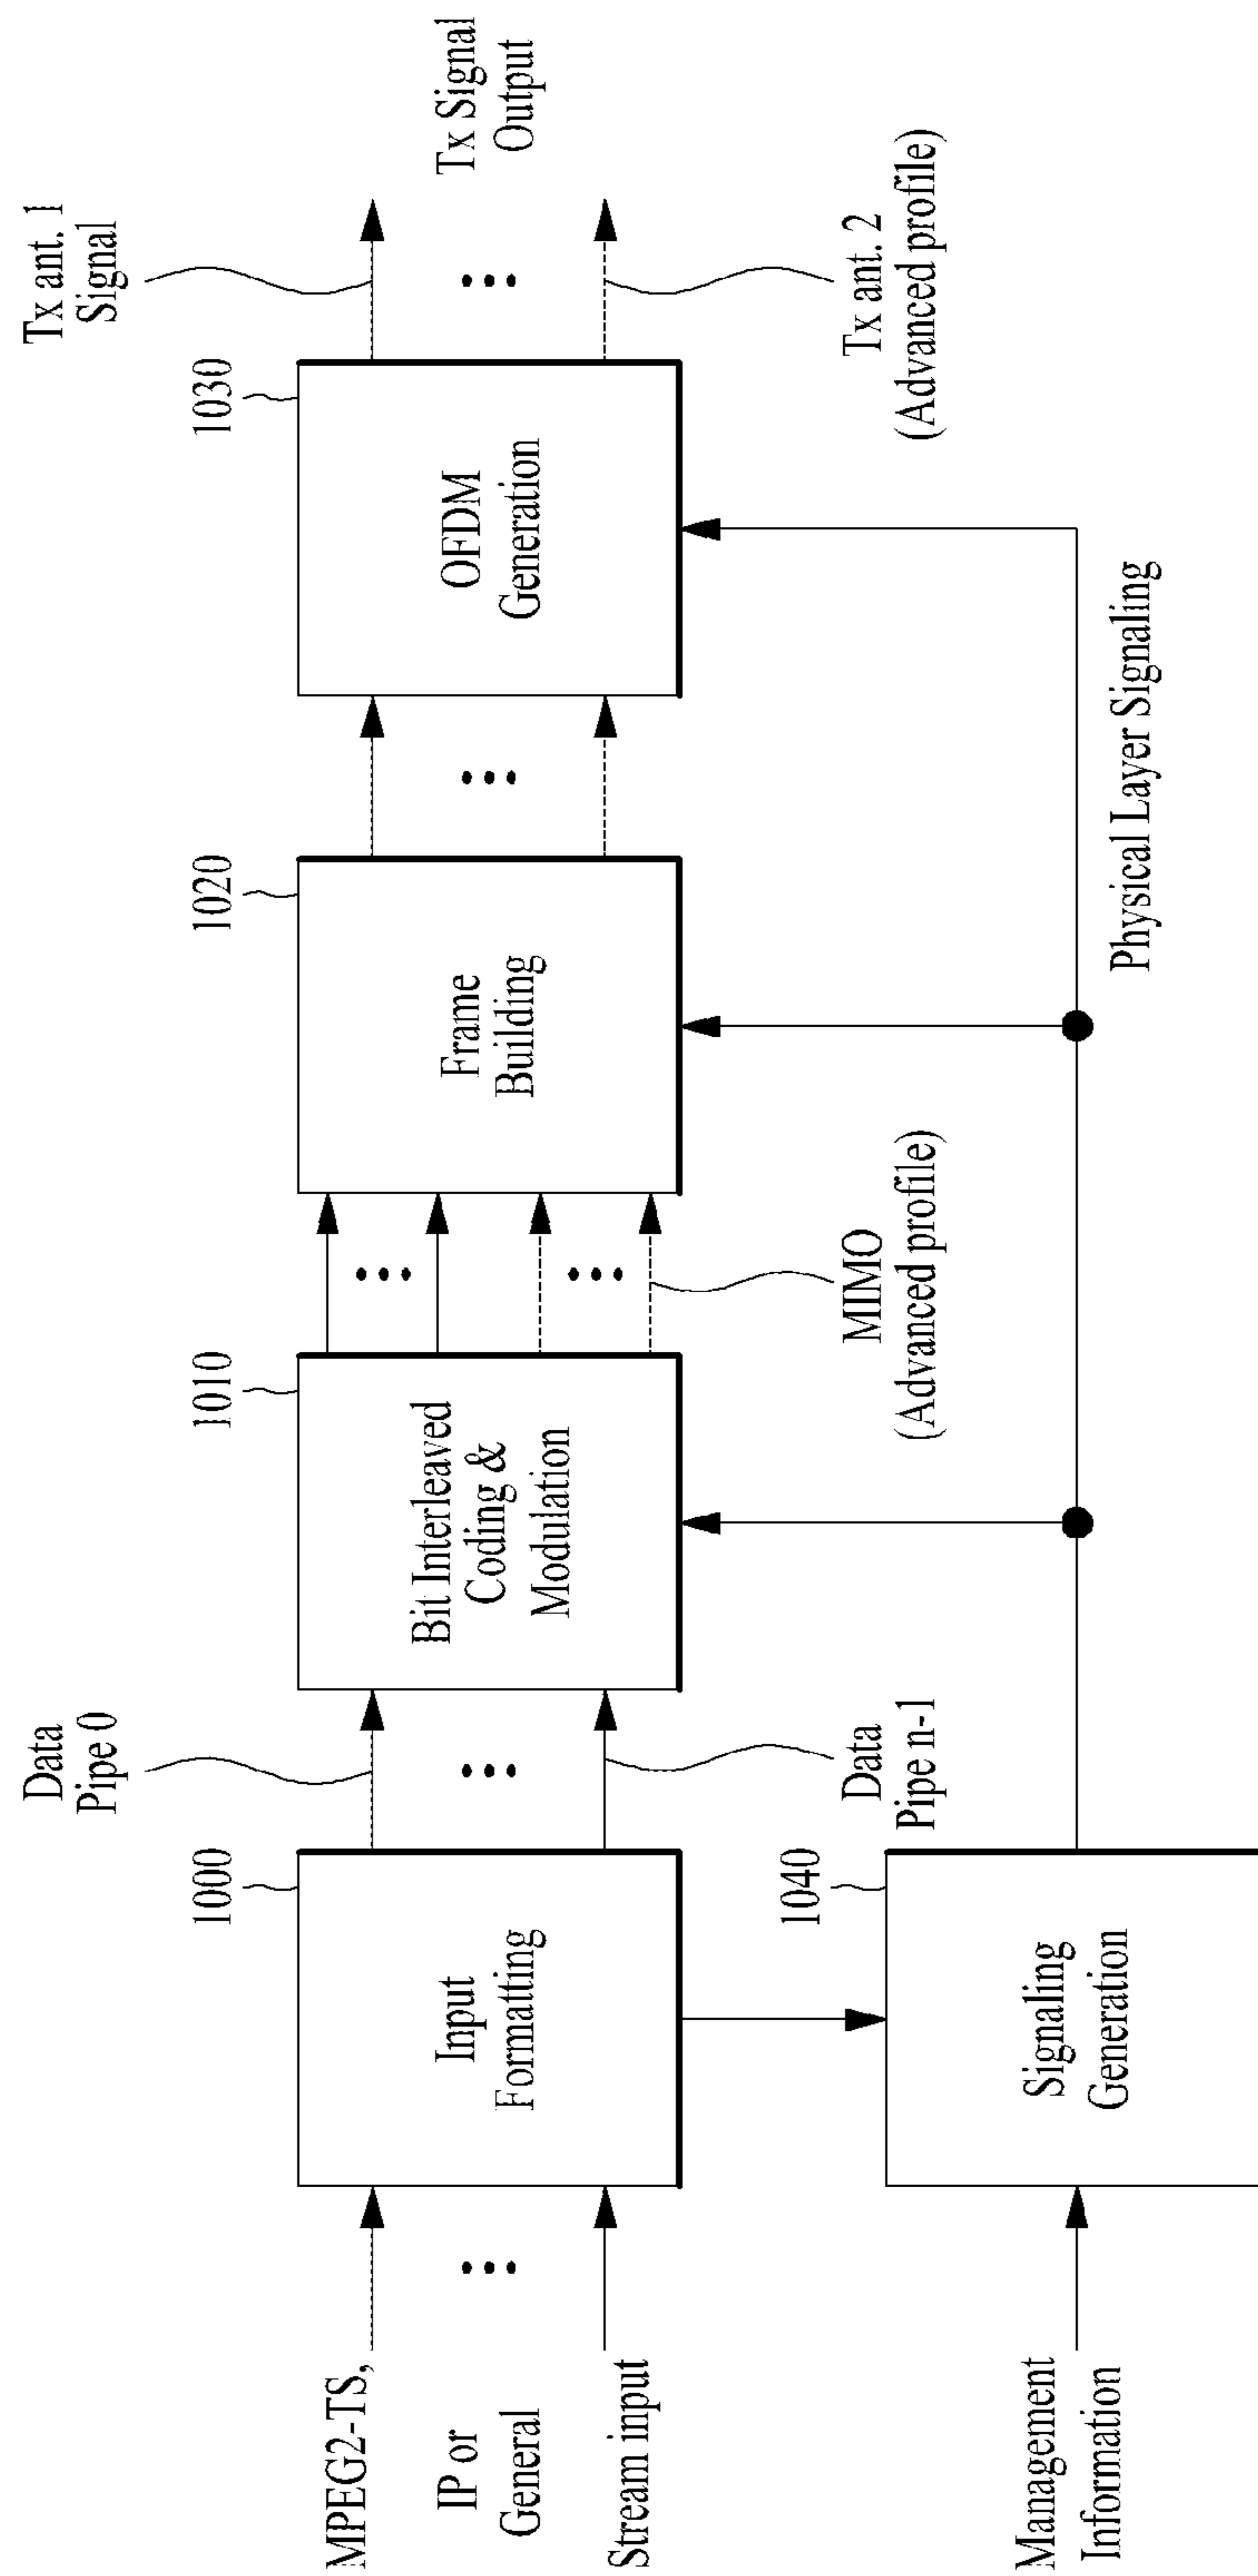 MPEG2-TS,
IP or
General
Stream input
1000
Input
Formatting
Data
Pipe 0
Data
Pipe n-1
1010
Bit Interleaved
Coding &
Modulation
MIMO
(Advanced profile)
1020
Frame
Building
1030
OFDM
Generation
Tx ant. 1
Signal
Tx Signal
Output
Tx ant. 2
(Advanced profile)
Management
Information
1040
Signaling
Generation
Physical Layer Signaling